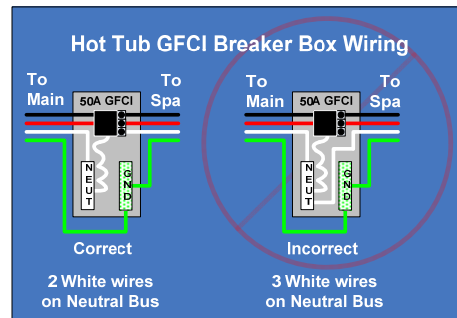 Hot Tub GFCI Breaker Box Wiring
To Main
50A GFCI
To Spa
NEUT
GND
Correct
2 White wires
on Neutral Bus
To Main
50A GFCI
To Spa
NEUT
GND
Incorrect
3 White wires
on Neutral Bus